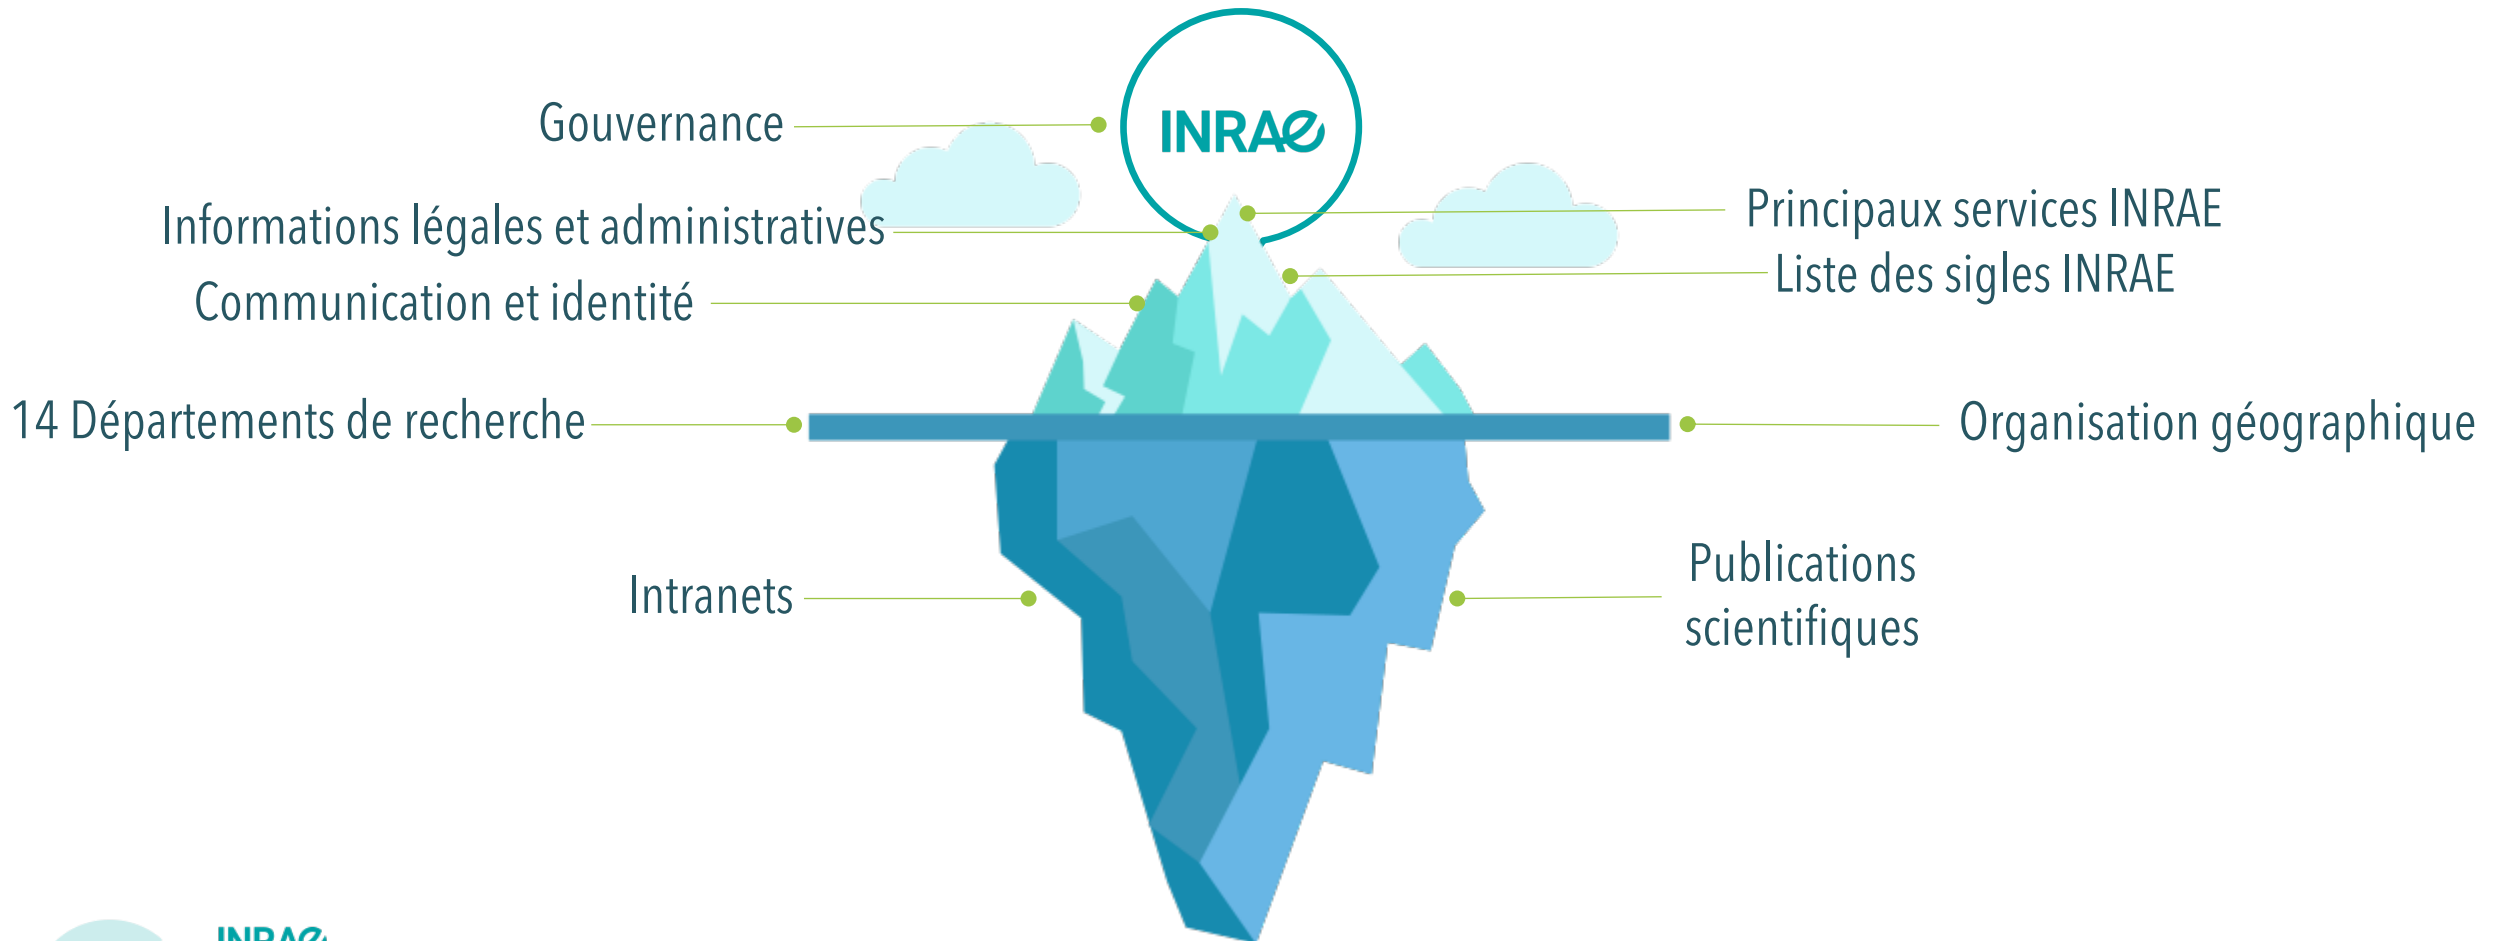 INRAE
Gouvernance
Informations légales et administratives
Communication et identité
Principaux services INRAE
Liste des sigles INRAE
14 Départements de recherche
Organisation géographique
Intranets
Publications
scientifiques
INRAE